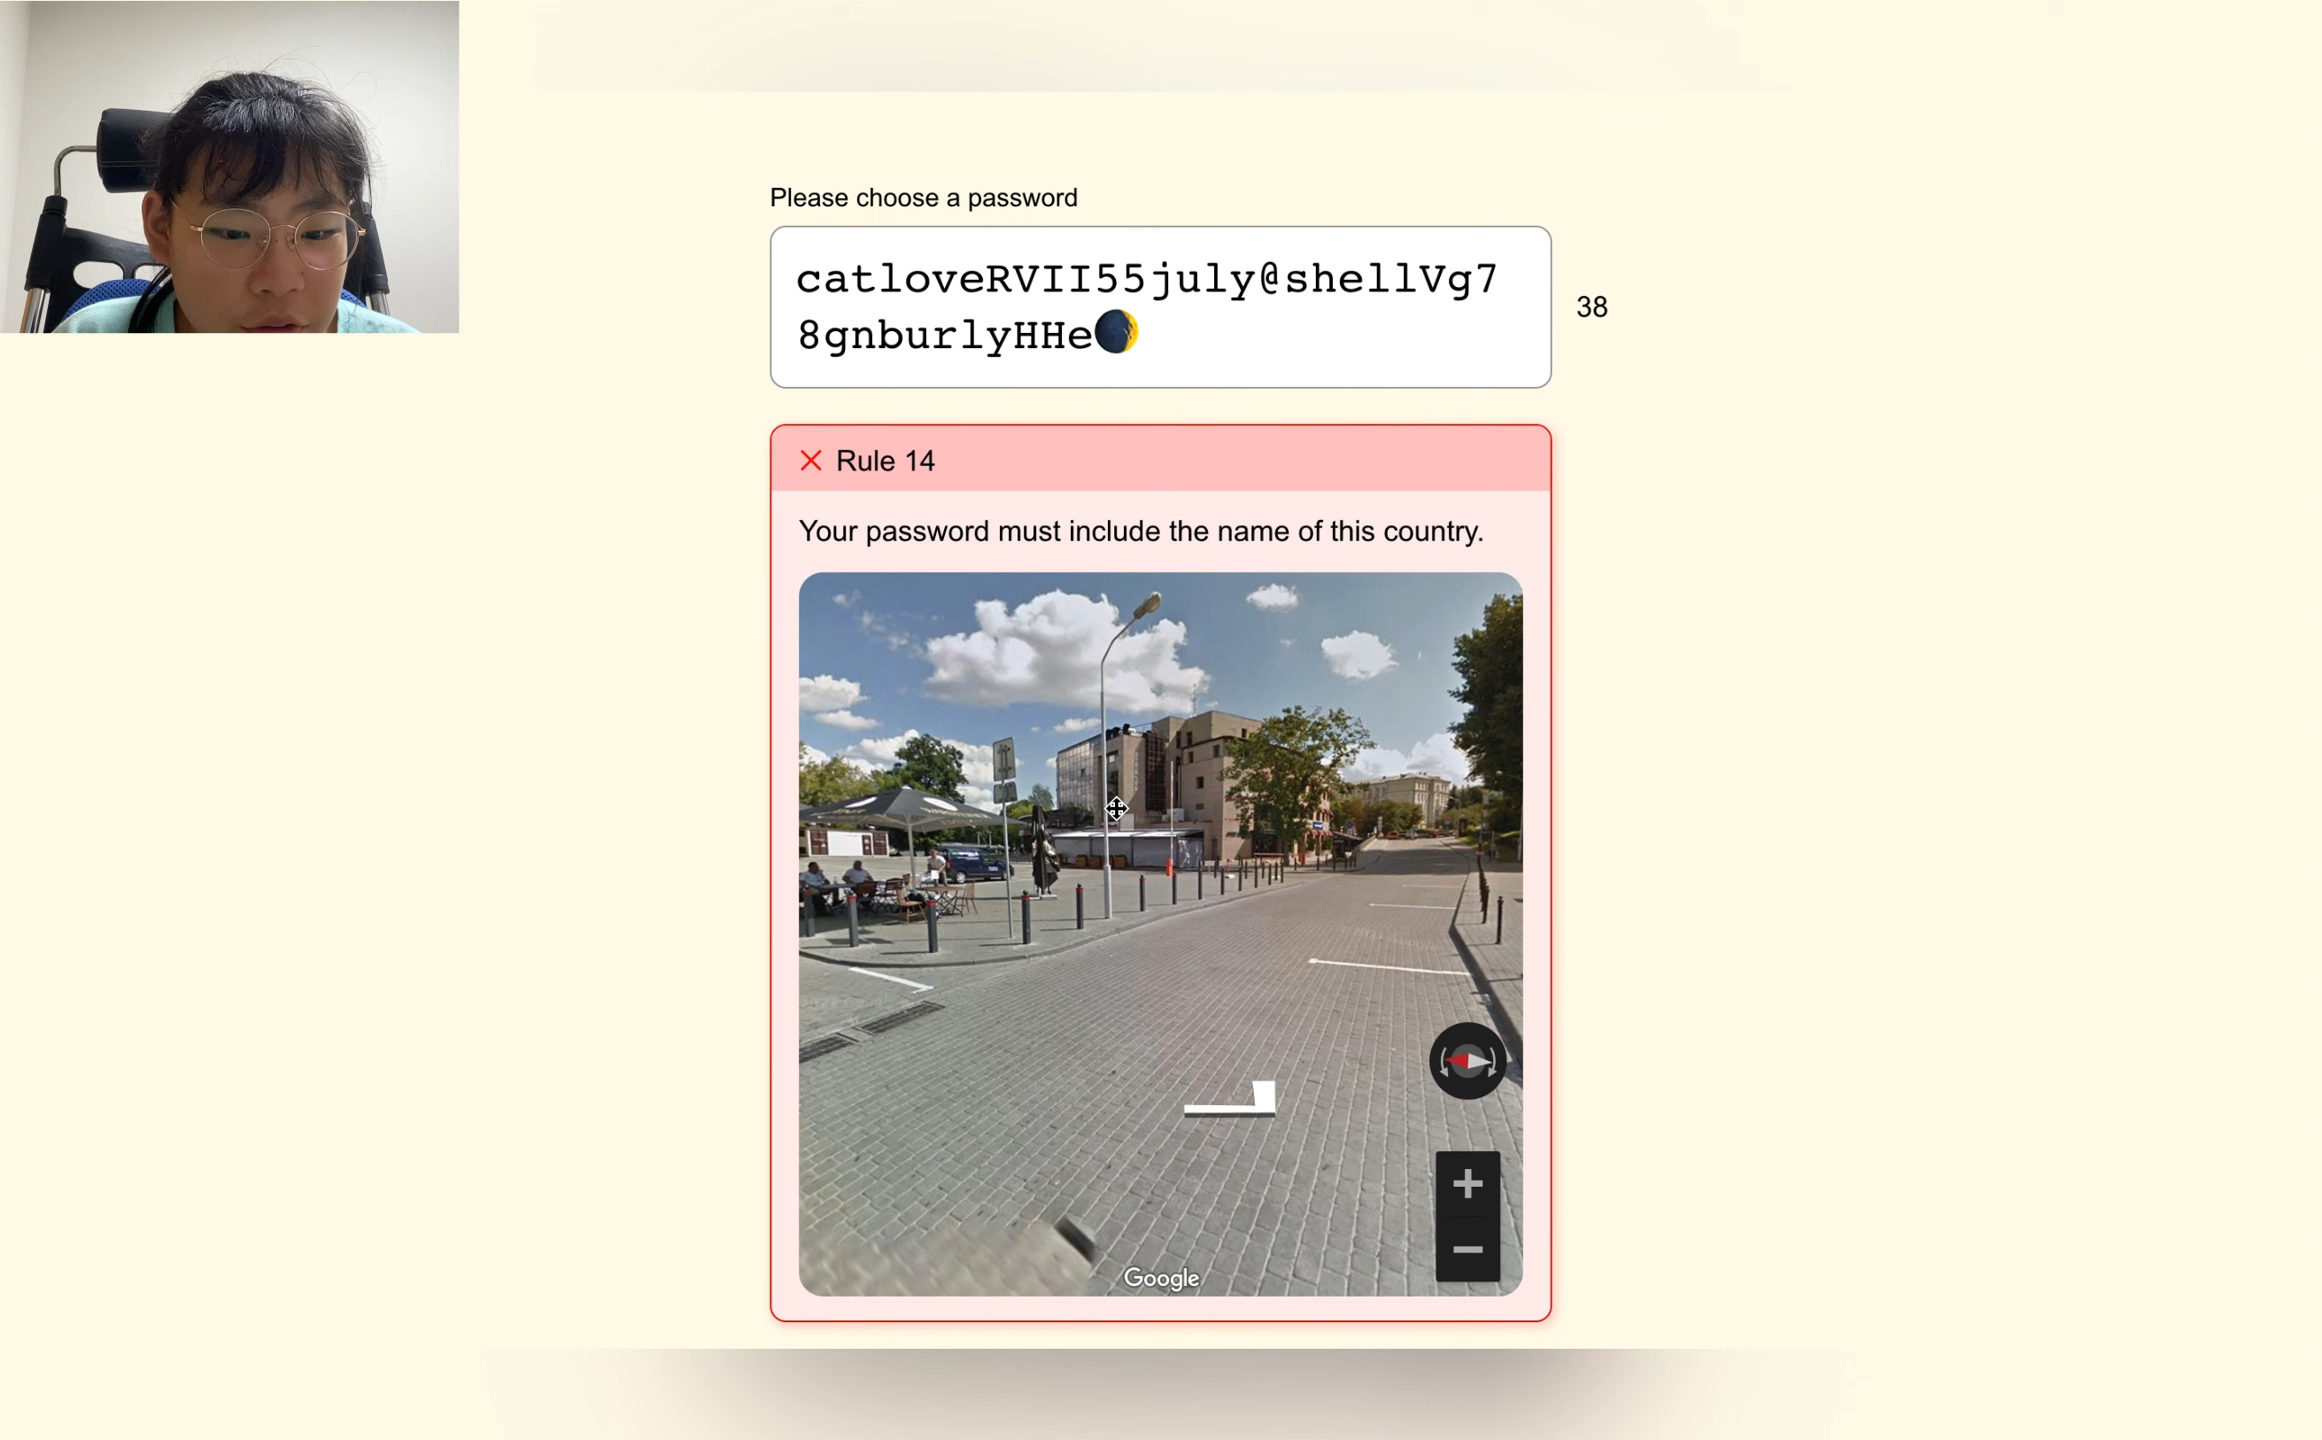 Please choose a password
catloveRVII55july@shellVg7
8gnburlyHHe🌒
38
Rule 14
Your password must include the name of this country.
Google